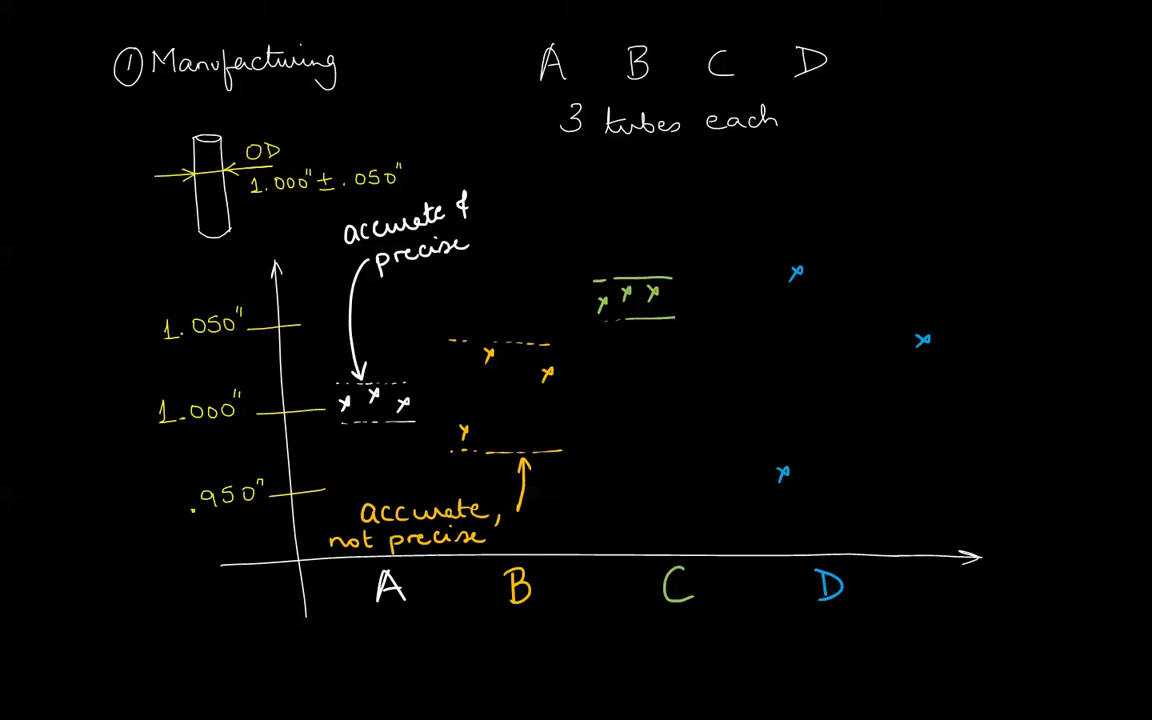 ① Manufacturing
A B C D
3 tubes each
OD
1.000" ± .050"
accurate &
precise
1.050"
1.000"
.950"
accurate,
not precise
A B C D